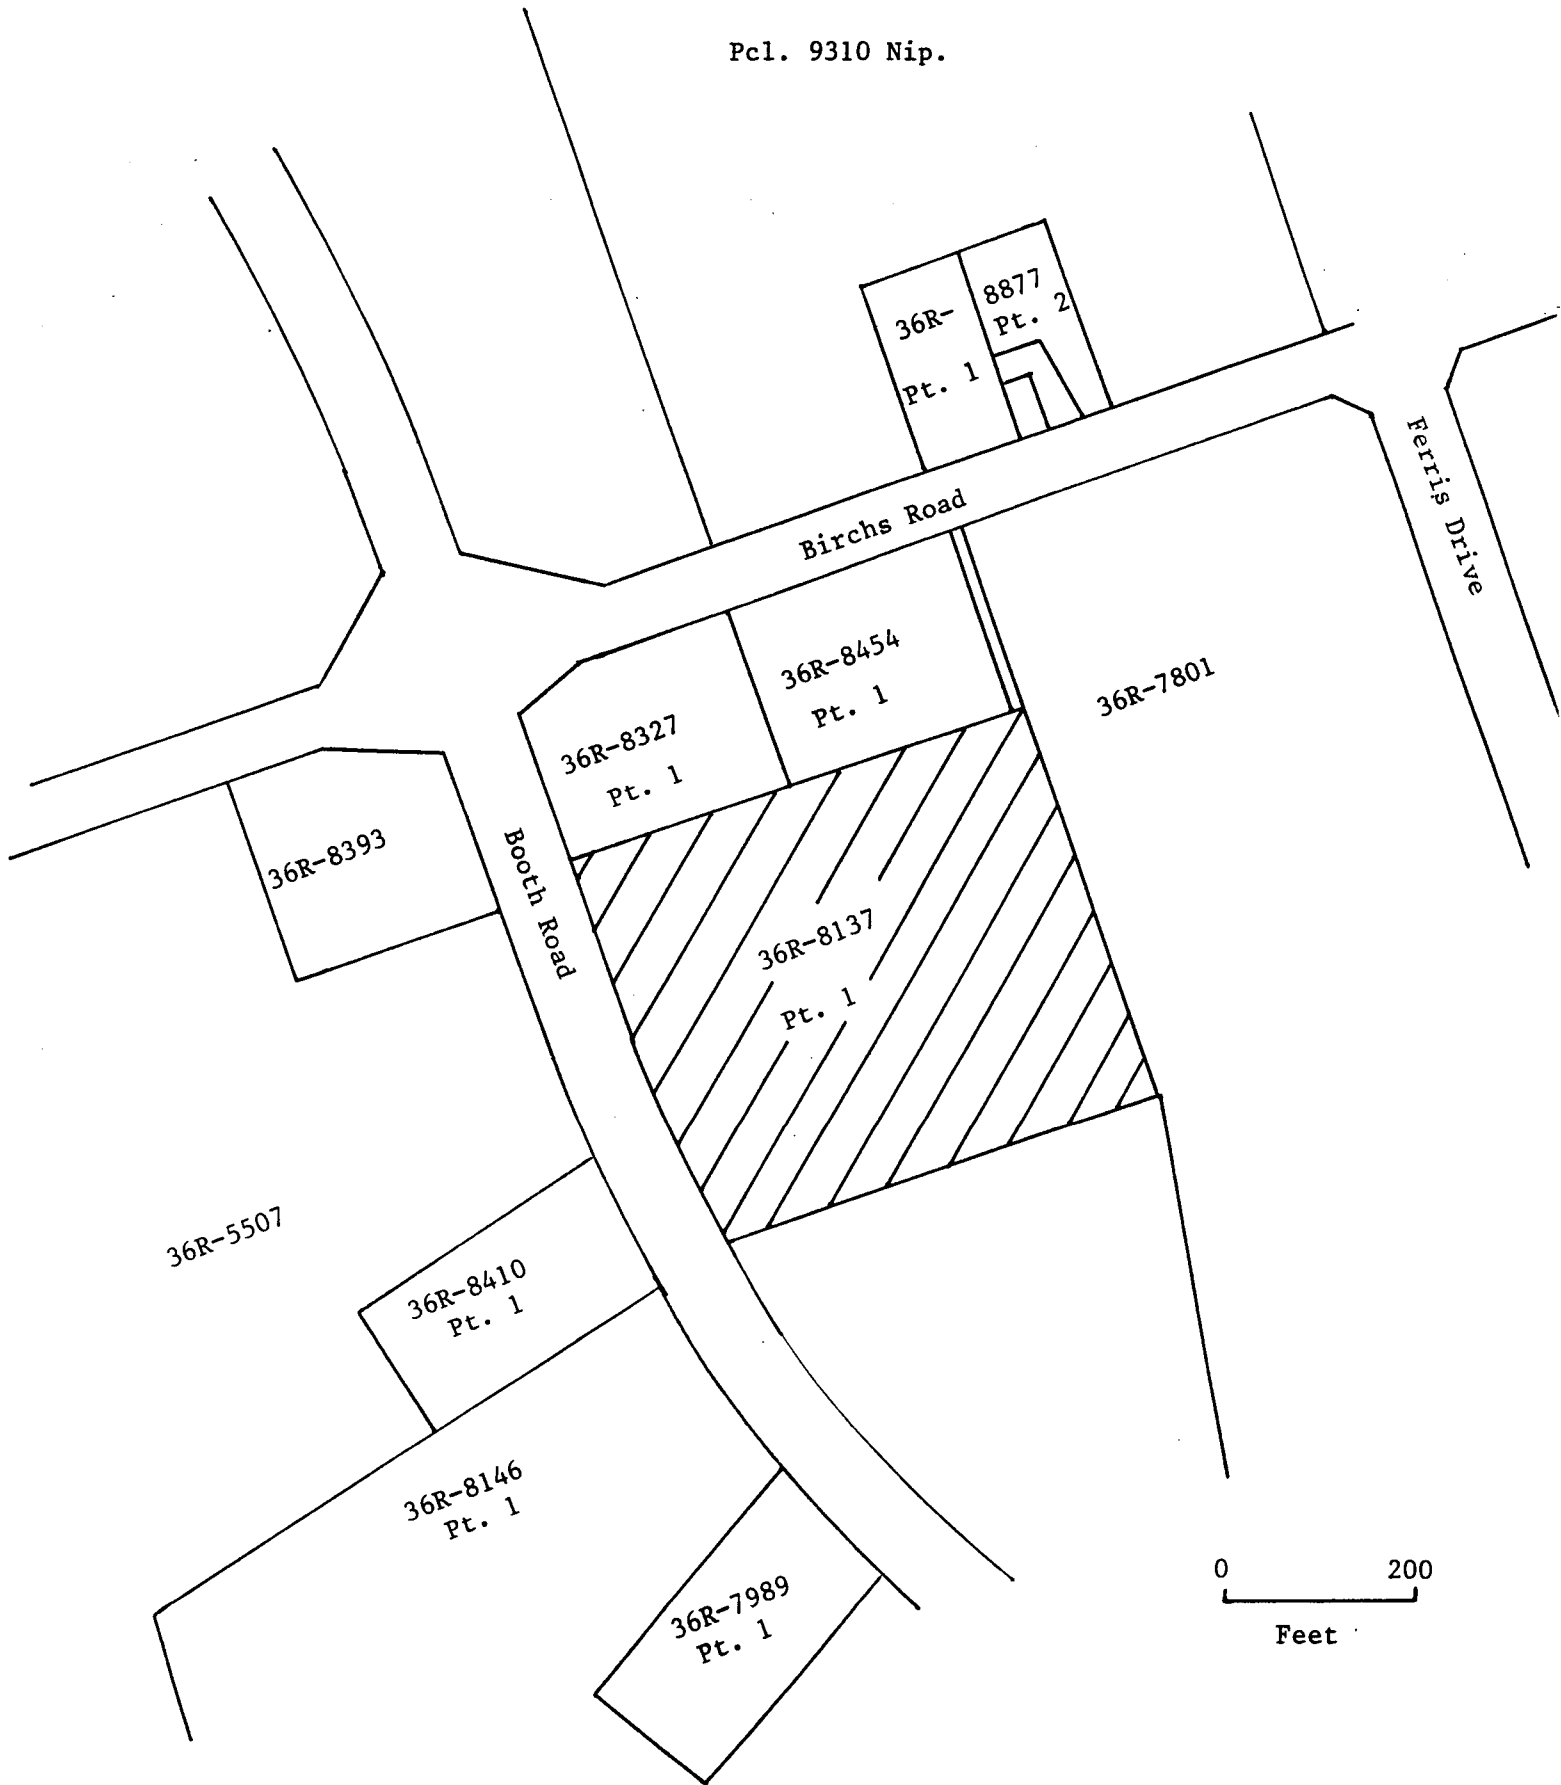 Pcl. 9310 Nip.
36R-
8877
Pt. 2
Pt. 1
Ferris Drive
Birchs Road
36R-8454
Pt. 1
36R-7801
36R-8327
Pt. 1
36R-8393
Booth Road
36R-8137
Pt. 1
36R-5507
36R-8410
Pt. 1
36R-8146
Pt. 1
36R-7989
Pt. 1
0 200
Feet